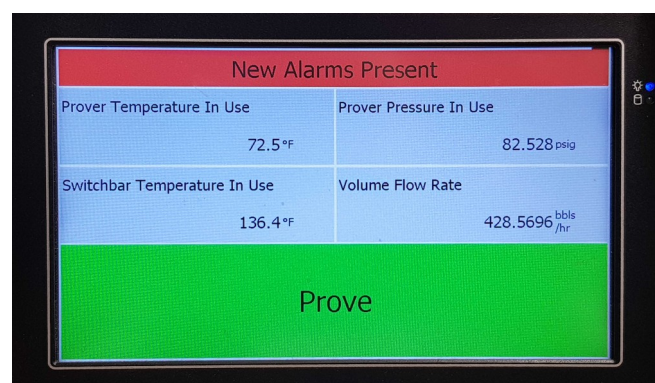 New Alarms Present
Prover Temperature In Use
72.5 °F
Prover Pressure In Use
82.528 psig
Switchbar Temperature In Use
136.4 °F
Volume Flow Rate
428.5696 bbls
/hr
Prove